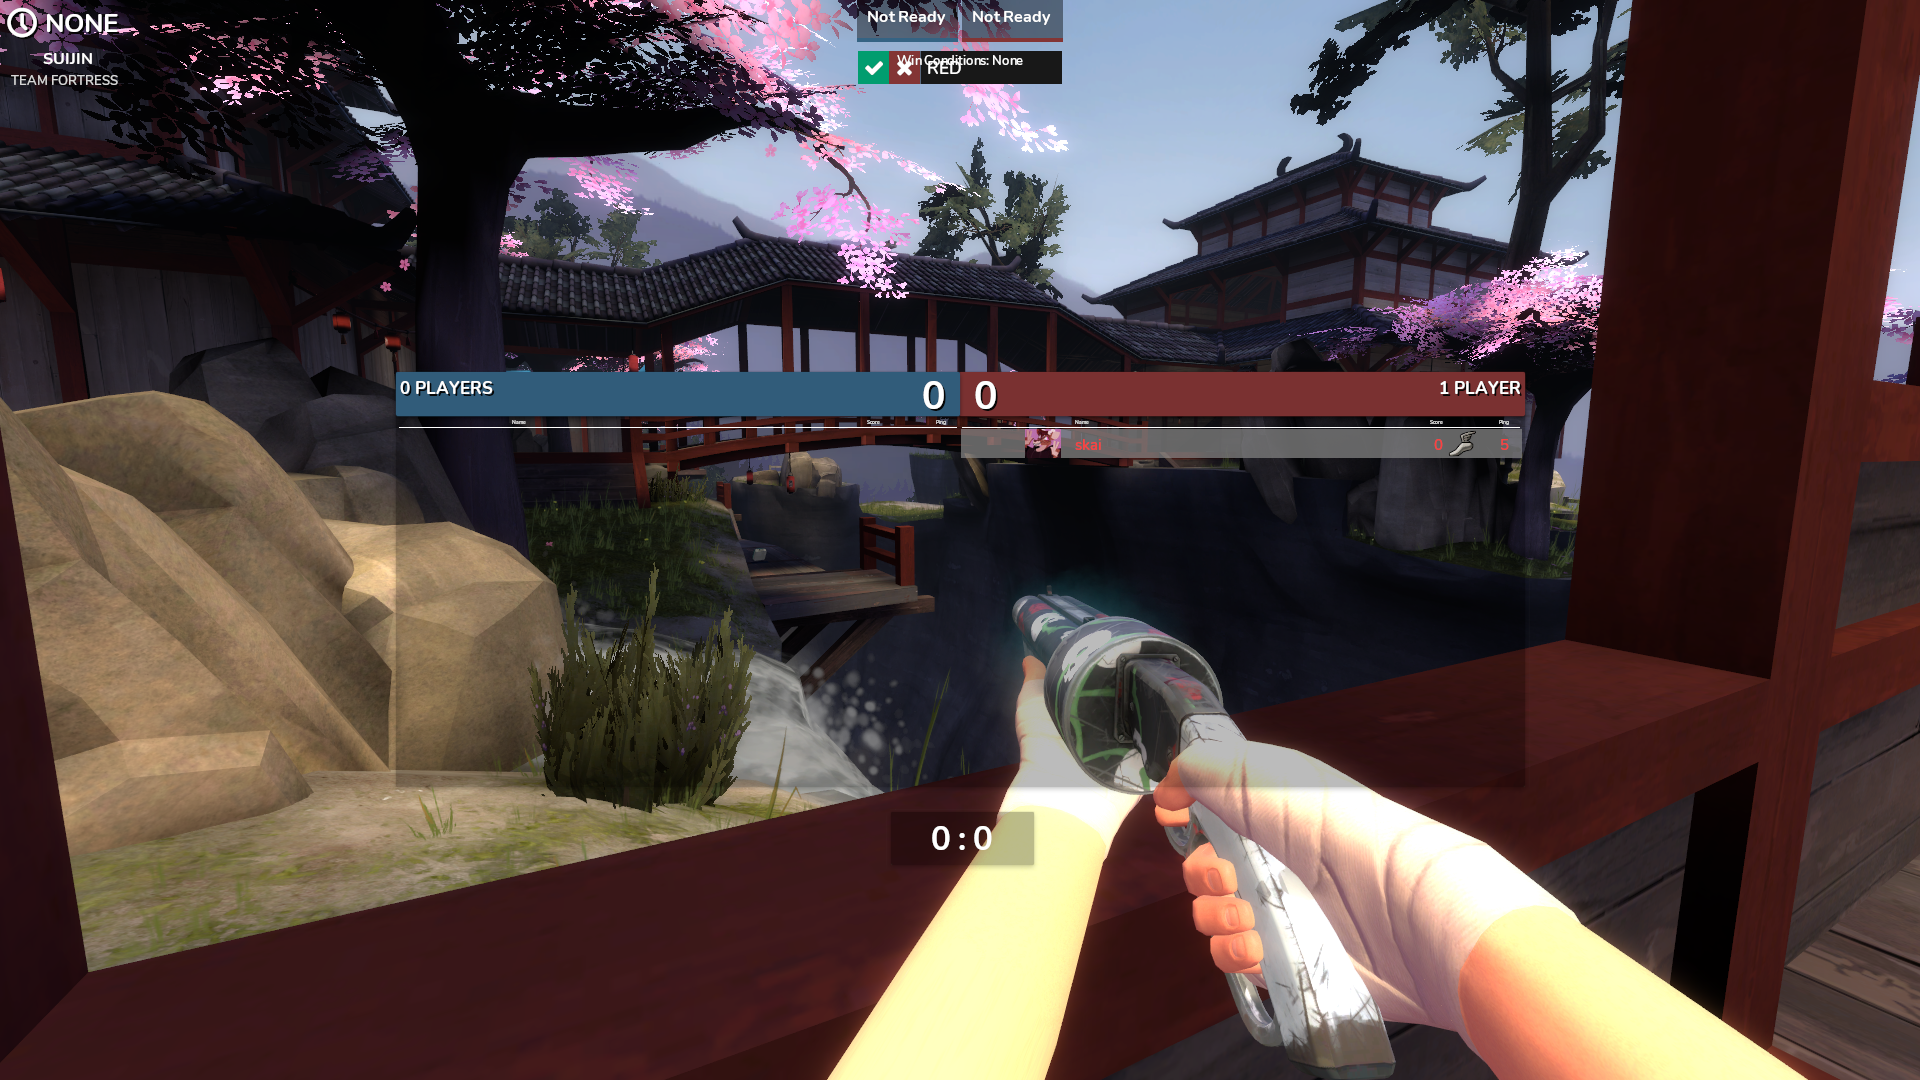 NONE
SUIJIN
TEAM FORTRESS
Not Ready
Not Ready
Win Conditions: None
RED
0 PLAYERS 0
0 1 PLAYER
Name Score Ping
Name Score Ping
skai 0 5
0 : 0